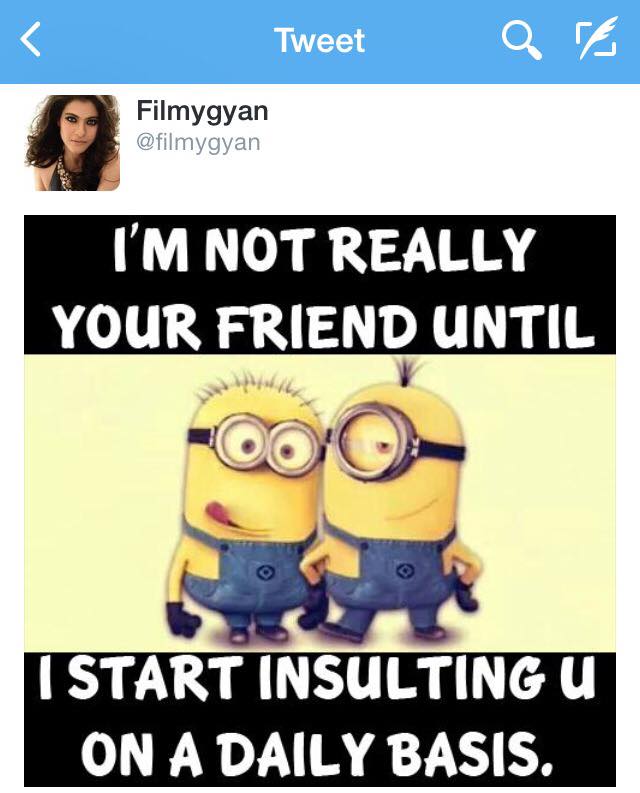 Tweet
Filmygyan
@filmygyan
I'M NOT REALLY
YOUR FRIEND UNTIL
I START INSULTING U
ON A DAILY BASIS.